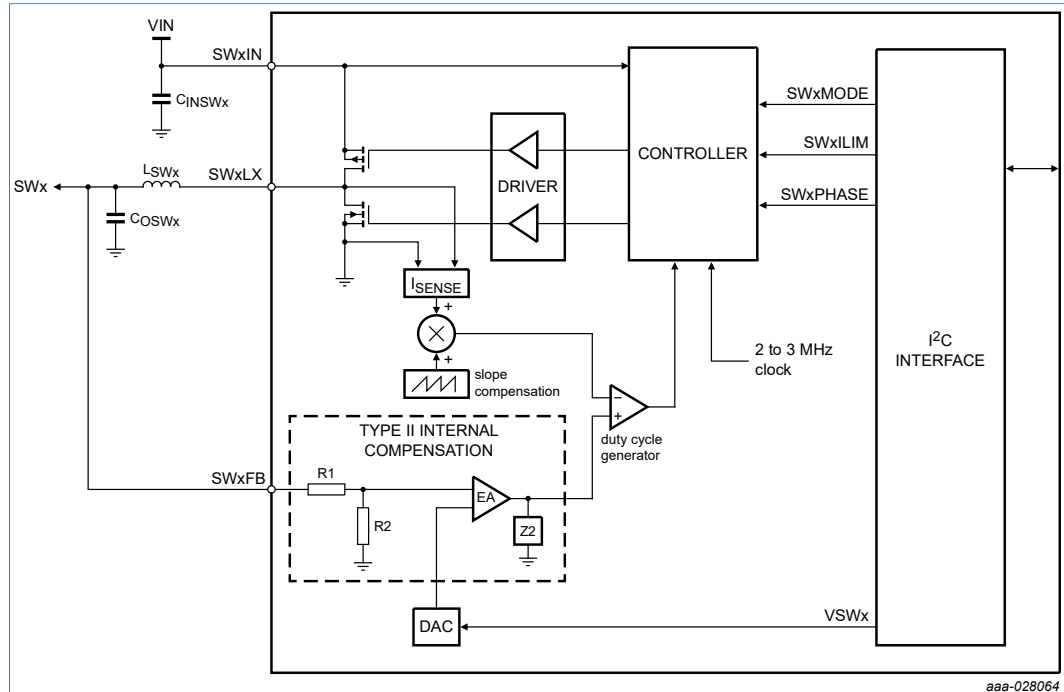 VIN
SWxIN
CINSWx
SWxMODE
SWxILIM
SWxPHASE
CONTROLLER
DRIVER
LSWx
SWxLX
SWx
COSWx
ISENSE
+
+
slope
compensation
2 to 3 MHz
clock
I²C
INTERFACE
−
+
duty cycle
generator
TYPE II INTERNAL
COMPENSATION
SWxFB
R1
R2
EA
Z2
DAC
VSWx
aaa-028064